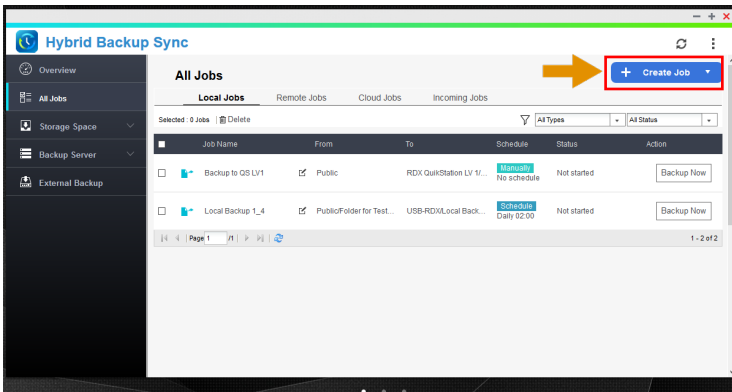 Hybrid Backup Sync
Overview
All Jobs
Storage Space
Backup Server
External Backup
All Jobs
+ Create Job
Local Jobs Remote Jobs Cloud Jobs Incoming Jobs
Selected : 0 Jobs | Delete All Types All Status
Job Name From To Schedule Status Action
Backup to QS LV1 Public RDX QuikStation LV 1/... Manually No schedule Not started Backup Now
Local Backup 1_4 Public/Folder for Test... USB-RDX/Local Back... Schedule Daily 02:00 Not started Backup Now
Page 1 /1 1 - 2 of 2